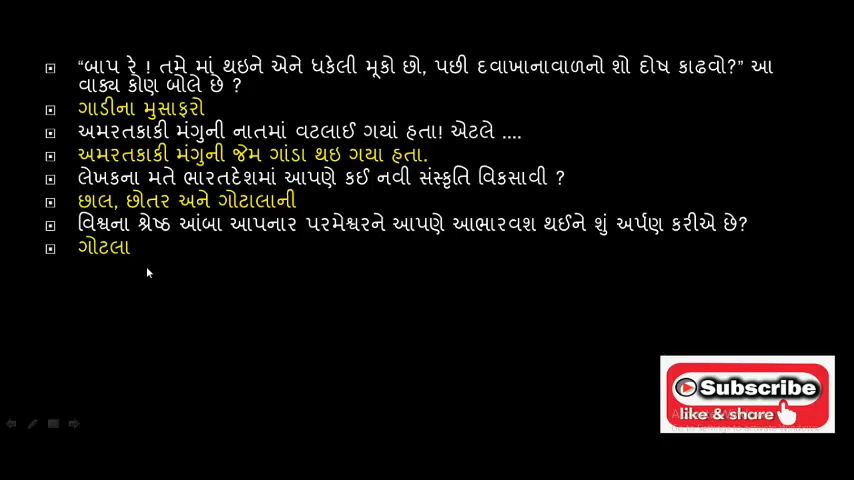 “બાપ રે ! તમે માં થઇને એને ધકેલી મૂકો છો, પછી દવાખાનાવાળનો શો દોષ કાઢવો?” આ
વાક્ય કોણ બોલે છે ?
ગાડીના મુસાફરો
અમરતકાકી મંગુની નાતમાં વટલાઈ ગયાં હતા! એટલે ....
અમરતકાકી મંગુની જેમ ગાંડા થઇ ગયા હતા.
લેખકના મતે ભારતદેશમાં આપણે કઈ નવી સંસ્કૃતિ વિકસાવી ?
છાલ, છોતર અને ગોટાલાની
વિશ્વના શ્રેષ્ઠ આંબા આપનાર પરમેશ્વરને આપણે આભારવશ થઈને શું અર્પણ કરીએ છે?
ગોટલા
Subscribe
like & share